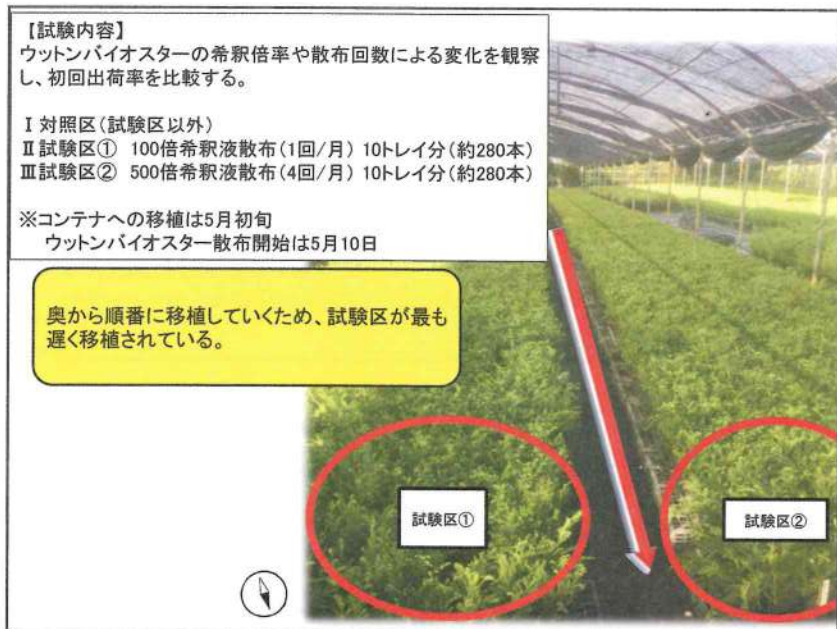 【試験内容】
ウットンバイオスターの希釈倍率や散布回数による変化を観察
し、初回出荷率を比較する。
Ⅰ 対照区(試験区以外)
Ⅱ試験区① 100倍希釈液散布(1回/月) 10トレイ分(約280本)
Ⅲ試験区② 500倍希釈液散布(4回/月) 10トレイ分(約280本)
※コンテナへの移植は5月初旬
ウットンバイオスター散布開始は5月10日
奥から順番に移植していくため、試験区が最も
遅く移植されている。
試験区①
試験区②